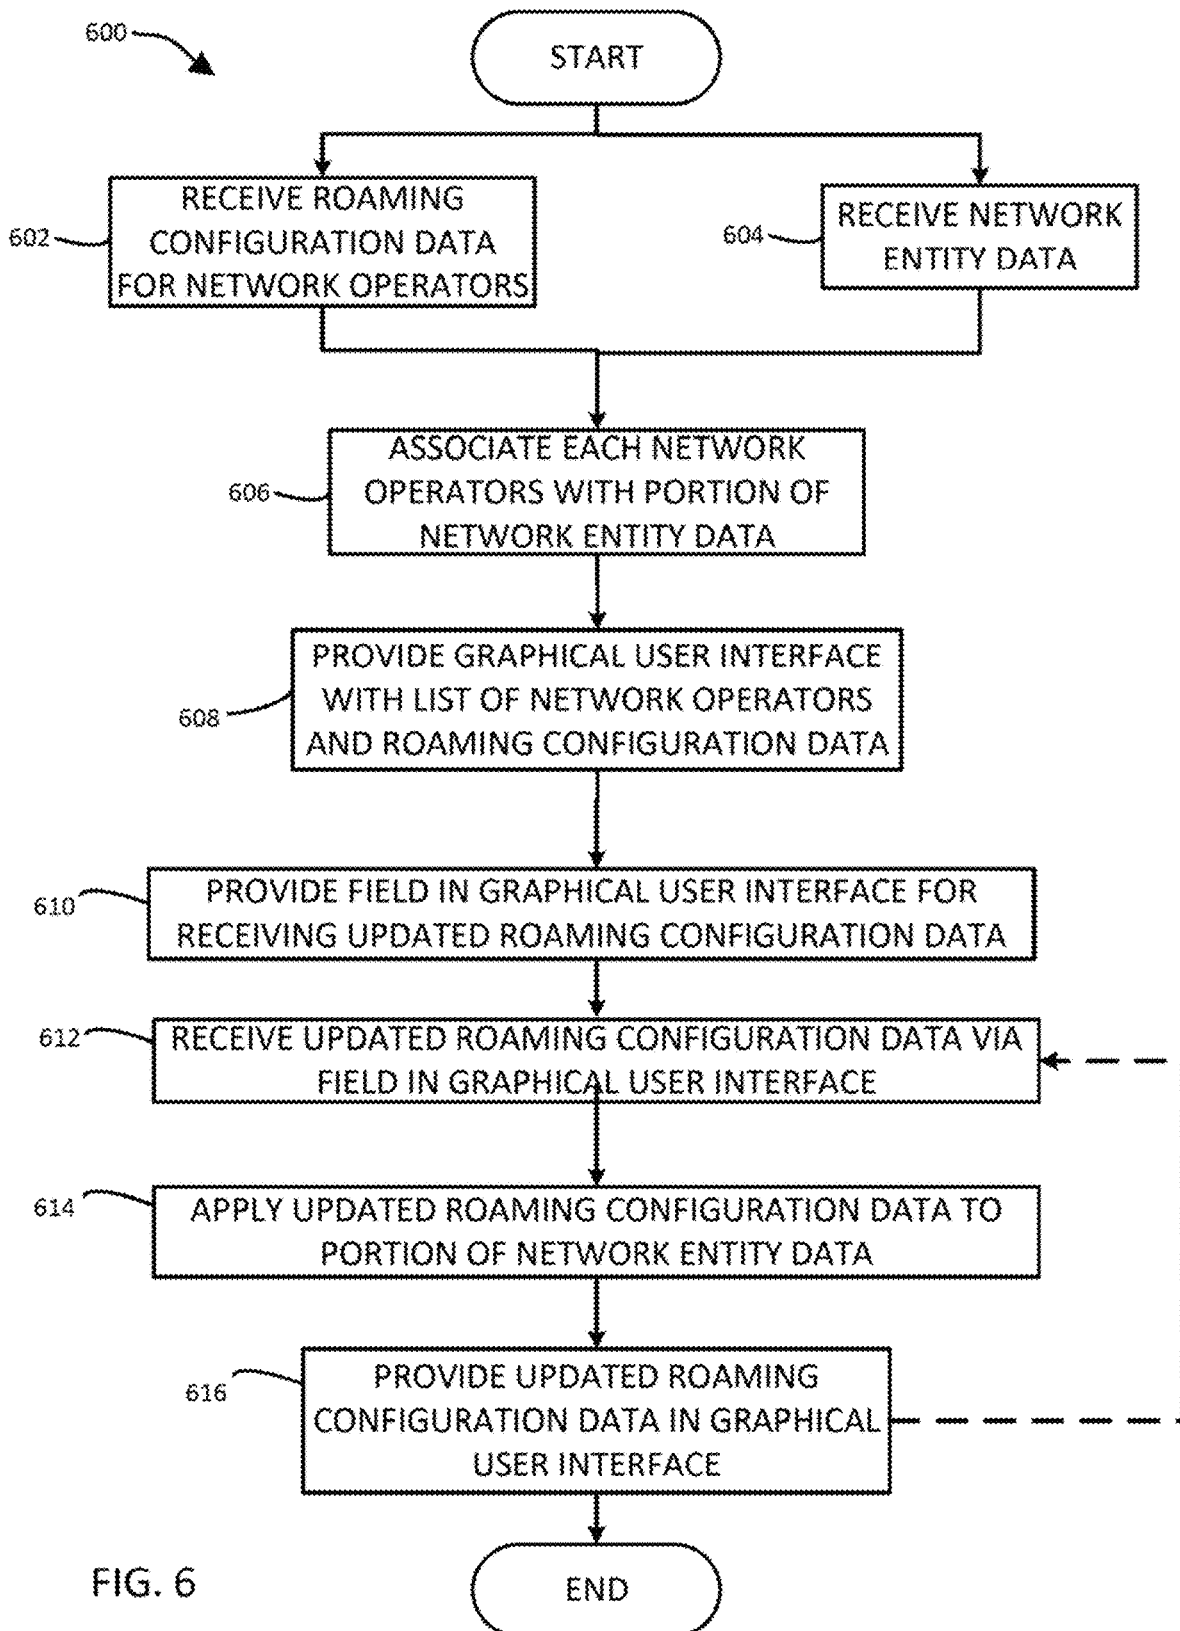 600
START
602
RECEIVE ROAMING
CONFIGURATION DATA
FOR NETWORK OPERATORS
604
RECEIVE NETWORK
ENTITY DATA
606
ASSOCIATE EACH NETWORK
OPERATORS WITH PORTION OF
NETWORK ENTITY DATA
608
PROVIDE GRAPHICAL USER INTERFACE
WITH LIST OF NETWORK OPERATORS
AND ROAMING CONFIGURATION DATA
610
PROVIDE FIELD IN GRAPHICAL USER INTERFACE FOR
RECEIVING UPDATED ROAMING CONFIGURATION DATA
612
RECEIVE UPDATED ROAMING CONFIGURATION DATA VIA
FIELD IN GRAPHICAL USER INTERFACE
614
APPLY UPDATED ROAMING CONFIGURATION DATA TO
PORTION OF NETWORK ENTITY DATA
616
PROVIDE UPDATED ROAMING
CONFIGURATION DATA IN GRAPHICAL
USER INTERFACE
END
FIG. 6